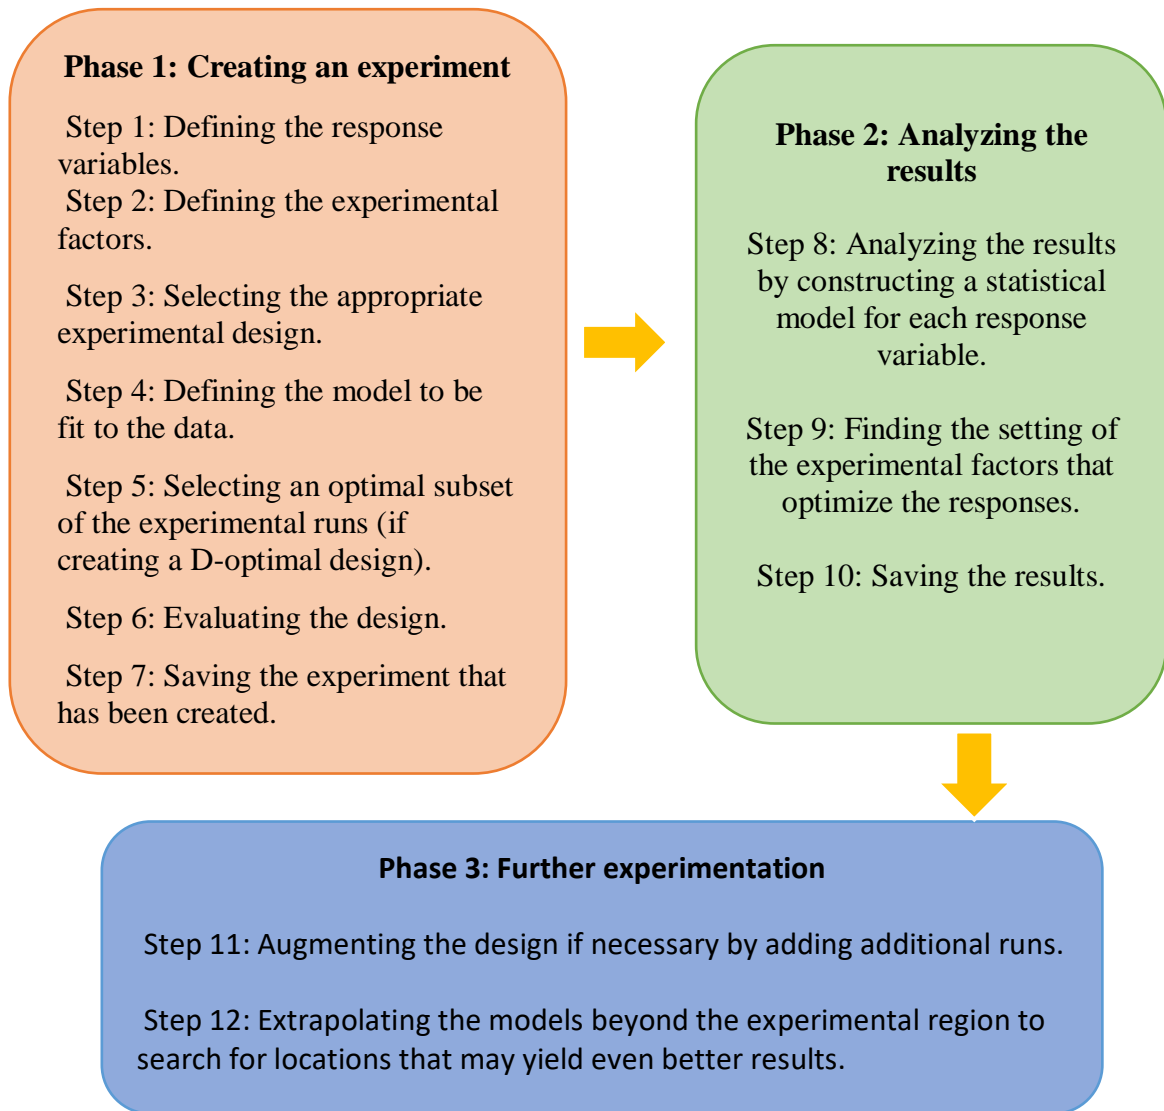 Phase 1: Creating an experiment
Step 1: Defining the response
variables.
Step 2: Defining the experimental
factors.
Step 3: Selecting the appropriate
experimental design.
Step 4: Defining the model to be
fit to the data.
Step 5: Selecting an optimal subset
of the experimental runs (if
creating a D-optimal design).
Step 6: Evaluating the design.
Step 7: Saving the experiment that
has been created.
Phase 2: Analyzing the
results
Step 8: Analyzing the results
by constructing a statistical
model for each response
variable.
Step 9: Finding the setting of
the experimental factors that
optimize the responses.
Step 10: Saving the results.
Phase 3: Further experimentation
Step 11: Augmenting the design if necessary by adding additional runs.
Step 12: Extrapolating the models beyond the experimental region to
search for locations that may yield even better results.